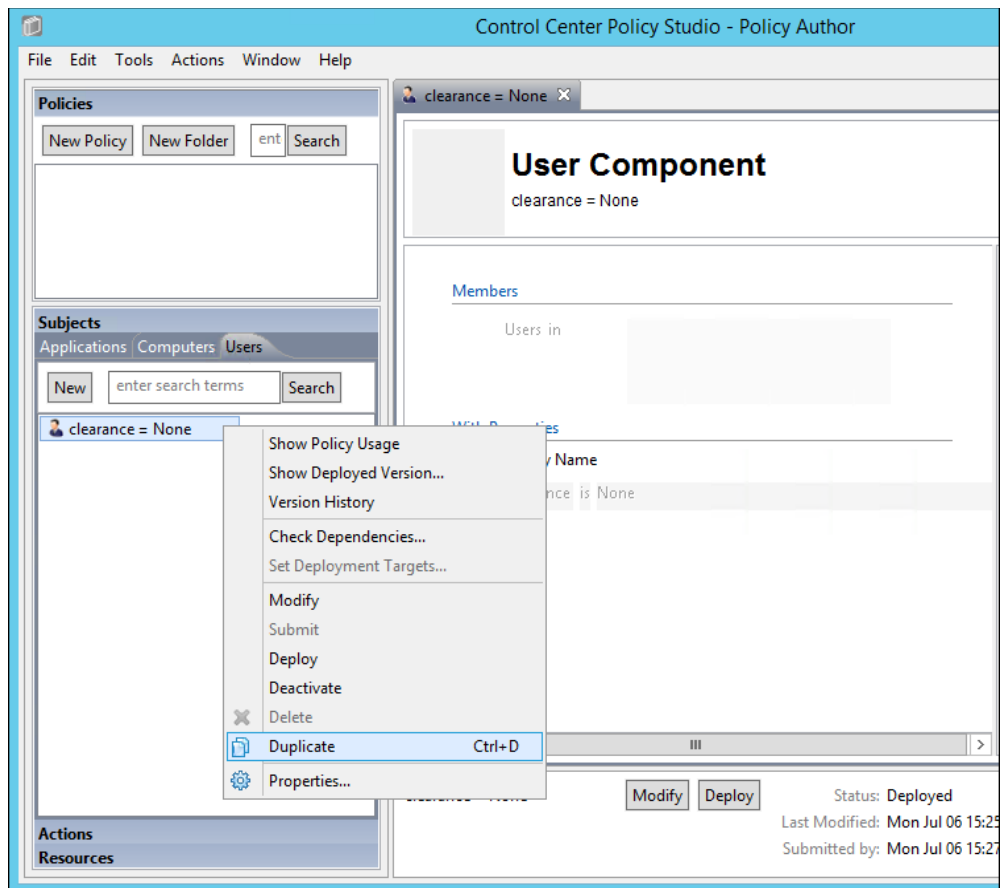 Control Center Policy Studio - Policy Author
File Edit Tools Actions Window Help
Policies
New Policy New Folder ent Search
Subjects
Applications Computers Users
New enter search terms Search
clearance = None
Show Policy Usage
Show Deployed Version...
Version History
Check Dependencies...
Set Deployment Targets...
Modify
Submit
Deploy
Deactivate
Delete
Duplicate Ctrl+D
Properties...
Actions
Resources
clearance = None
User Component
clearance = None
Members
Users in
Name
is None
Modify Deploy Status: Deployed
Last Modified: Mon Jul 06 15:25
Submitted by: Mon Jul 06 15:27